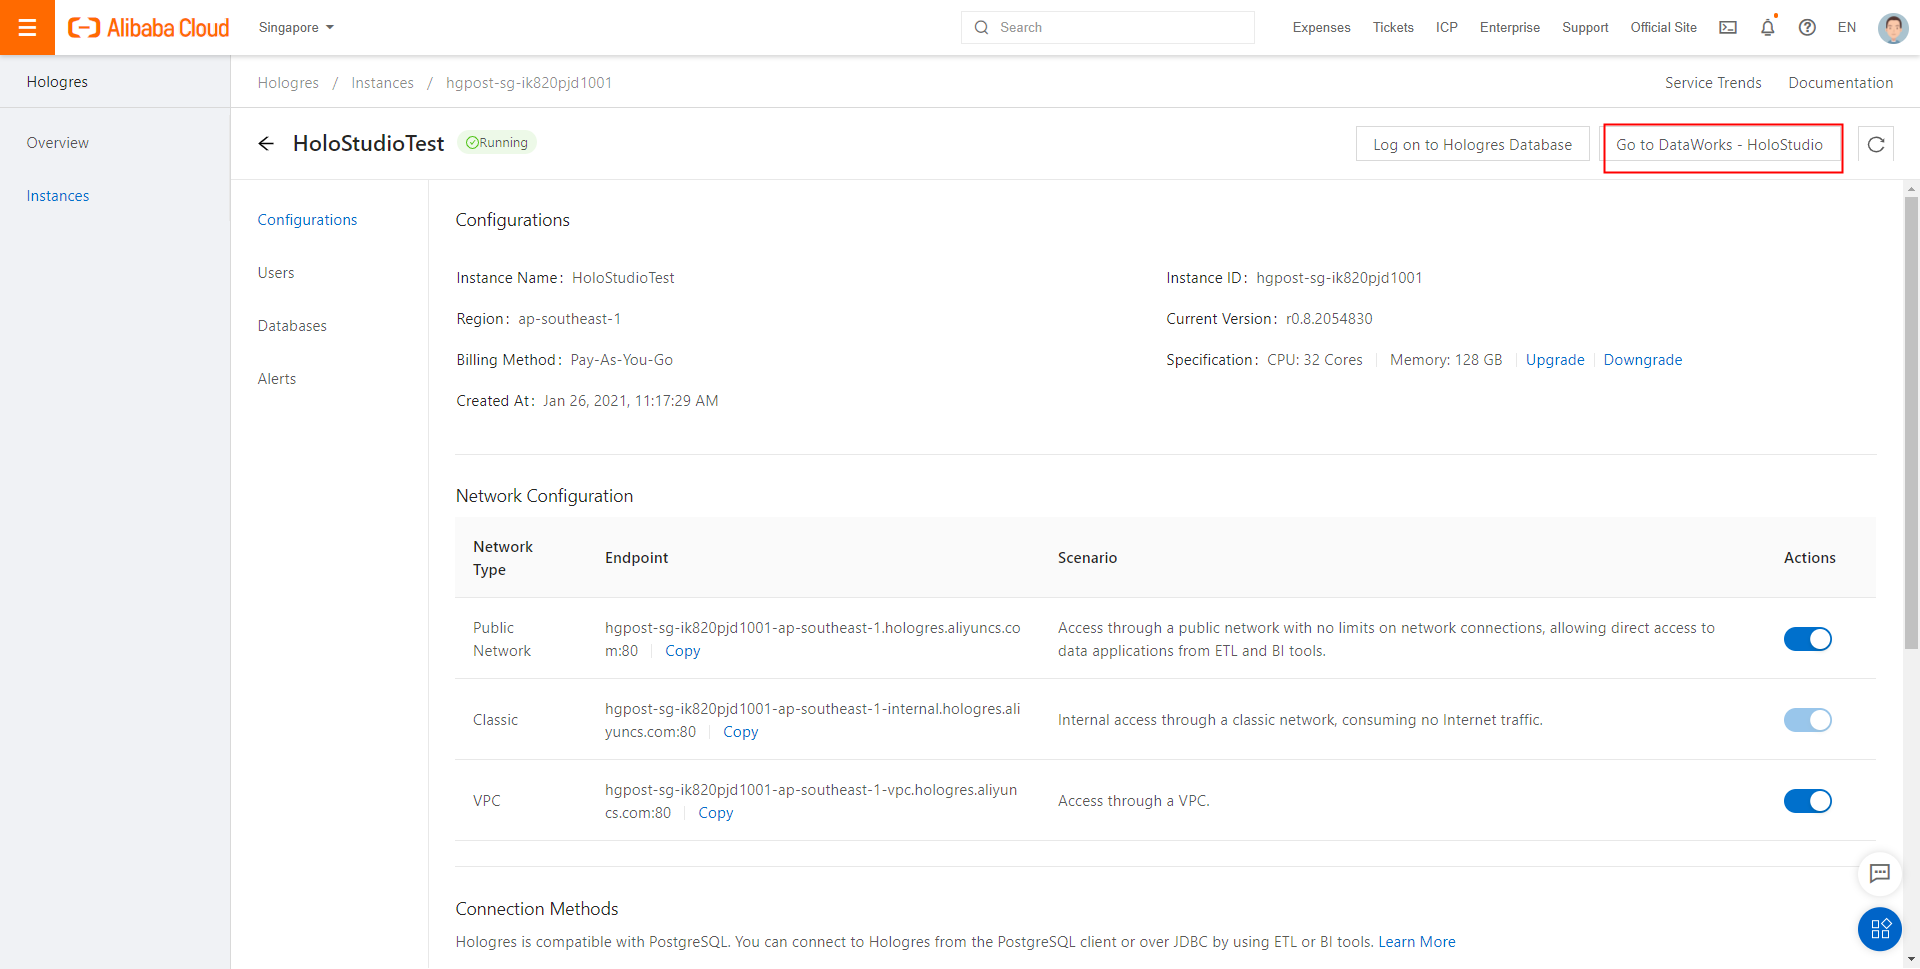 Alibaba Cloud
Singapore
Search
Expenses
Tickets
ICP
Enterprise
Support
Official Site
EN
Hologres
Overview
Instances
Hologres / Instances / hgpost-sg-ik820pjd1001
Service Trends
Documentation
HoloStudioTest
Running
Log on to Hologres Database
Go to DataWorks - HoloStudio
Configurations
Users
Databases
Alerts
Configurations
Instance Name: HoloStudioTest
Instance ID: hgpost-sg-ik820pjd1001
Region: ap-southeast-1
Current Version: r0.8.2054830
Billing Method: Pay-As-You-Go
Specification: CPU: 32 Cores Memory: 128 GB Upgrade Downgrade
Created At: Jan 26, 2021, 11:17:29 AM
Network Configuration
Network
Type
Endpoint
Scenario
Actions
Public
Network
hgpost-sg-ik820pjd1001-ap-southeast-1.hologres.aliyuncs.co
m:80 Copy
Access through a public network with no limits on network connections, allowing direct access to
data applications from ETL and BI tools.
Classic
hgpost-sg-ik820pjd1001-ap-southeast-1-internal.hologres.ali
yuncs.com:80 Copy
Internal access through a classic network, consuming no Internet traffic.
VPC
hgpost-sg-ik820pjd1001-ap-southeast-1-vpc.hologres.aliyun
cs.com:80 Copy
Access through a VPC.
Connection Methods
Hologres is compatible with PostgreSQL. You can connect to Hologres from the PostgreSQL client or over JDBC by using ETL or BI tools. Learn More